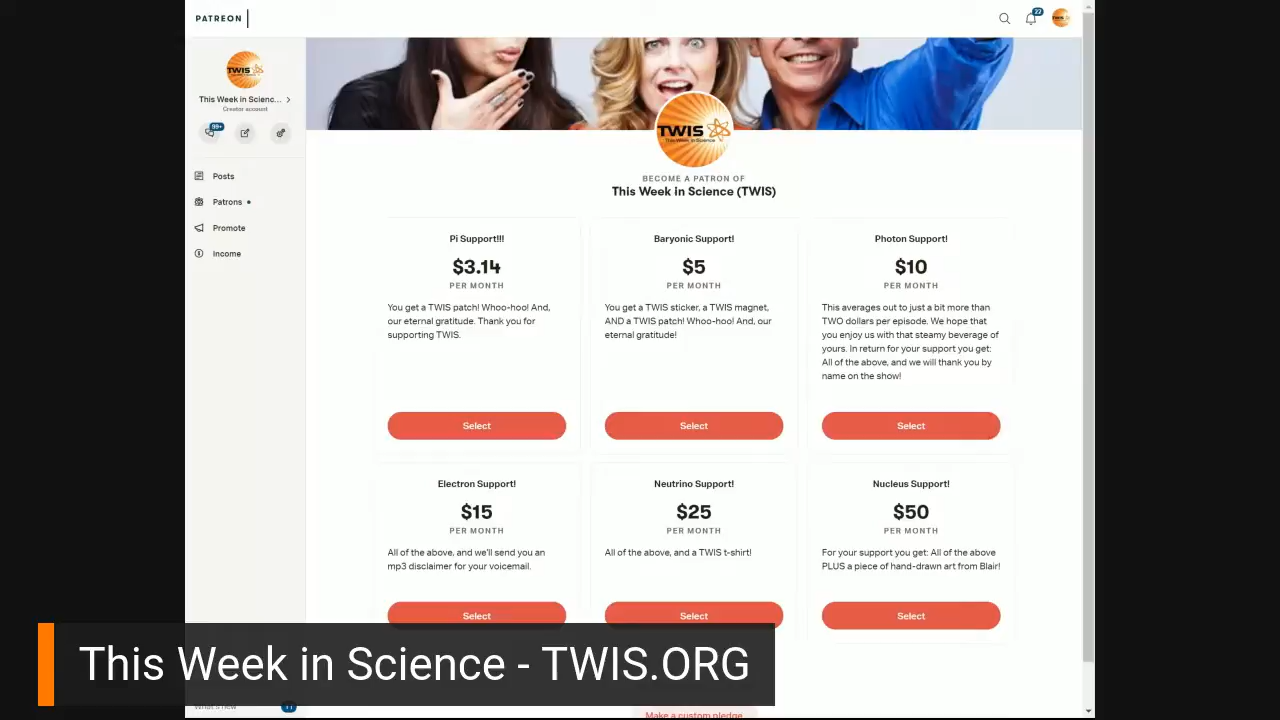 PATREON
22
TWIS
This Week in Scienc...
Creator account
99+
Posts
Patrons
Promote
Income
TWIS
This Week in Science
BECOME A PATRON OF
This Week in Science (TWIS)
Pi Support!!!
$3.14
PER MONTH
You get a TWIS patch! Whoo-hoo! And,
our eternal gratitude. Thank you for
supporting TWIS.
Select
Baryonic Support!
$5
PER MONTH
You get a TWIS sticker, a TWIS magnet,
AND a TWIS patch! Whoo-hoo! And, our
eternal gratitude!
Select
Photon Support!
$10
PER MONTH
This averages out to just a bit more than
TWO dollars per episode. We hope that
you enjoy us with that steamy beverage of
yours. In return for your support you get:
All of the above, and we will thank you by
name on the show!
Select
Electron Support!
$15
PER MONTH
All of the above, and we'll send you an
mp3 disclaimer for your voicemail.
Select
Neutrino Support!
$25
PER MONTH
All of the above, and a TWIS t-shirt!
Select
Nucleus Support!
$50
PER MONTH
For your support you get: All of the above
PLUS a piece of hand-drawn art from Blair!
Select
This Week in Science - TWIS.ORG
What's new
11
Make a custom pledge